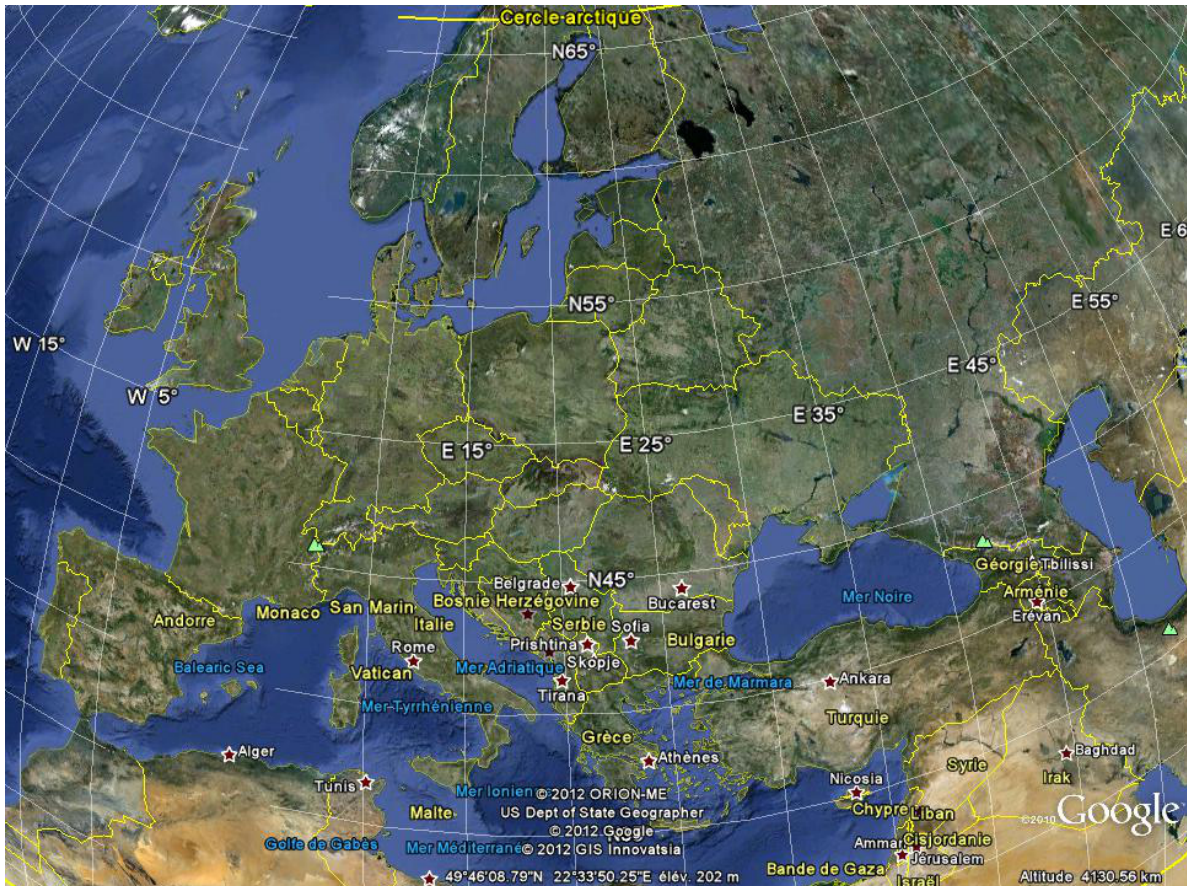 Cercle arctique
N65°
E 6
E 55°
N55°
W 15°
E 45°
W 5°
E 35°
E 15°
E 25°
Géorgie
Tbilissi
Belgrade
N45°
Arménie
Bucarest
Mer Noire
Bosnie Herzégovine
Erévan
Monaco
San Marin
Andorre
Italie
Serbie
Sofia
Bulgarie
Rome
Prishtina
Skopje
Balearic Sea
Vatican
Mer Adriatique
Mer de Marmara
Ankara
Tirana
Mer Tyrrhénienne
Turquie
Grèce
Alger
Athènes
Baghdad
Syrie
Irak
Tunis
Nicosia
Mer Ionien
© 2012 ORION-ME
Malte
US Dept of State Geographer
Chypre
Liban
©2010 Google
© 2012 Google
Golfe de Gabès
Mer Méditerrané
© 2012 GIS Innovatsia
Cisjordanie
Amman
Jérusalem
Bande de Gaza
49°46'08.79"N 22°33'50.25"E élév. 202 m
Israël
Altitude 4130.56 km